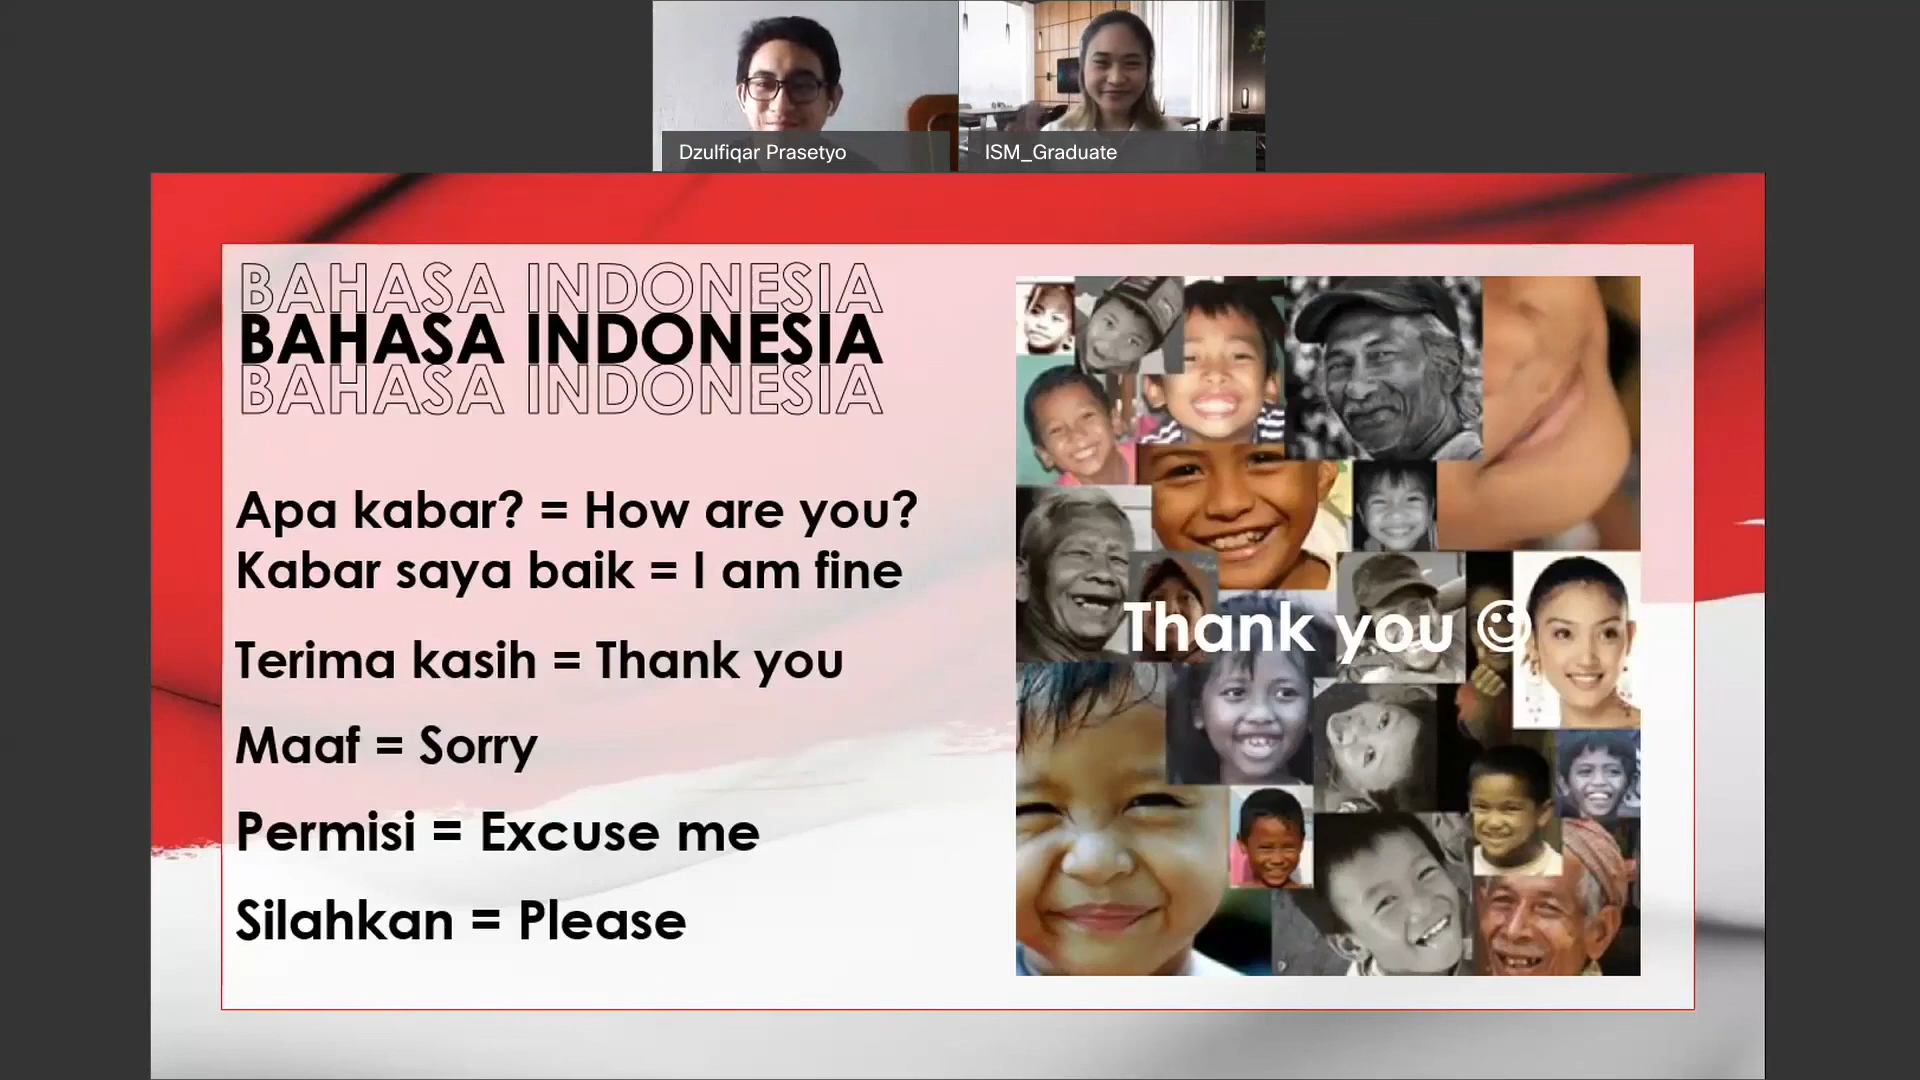 Dzulfiqar Prasetyo
ISM_Graduate
BAHASA INDONESIA
BAHASA INDONESIA
BAHASA INDONESIA
Apa kabar? = How are you?
Kabar saya baik = I am fine
Terima kasih = Thank you
Maaf = Sorry
Permisi = Excuse me
Silahkan = Please
Thank you ☺